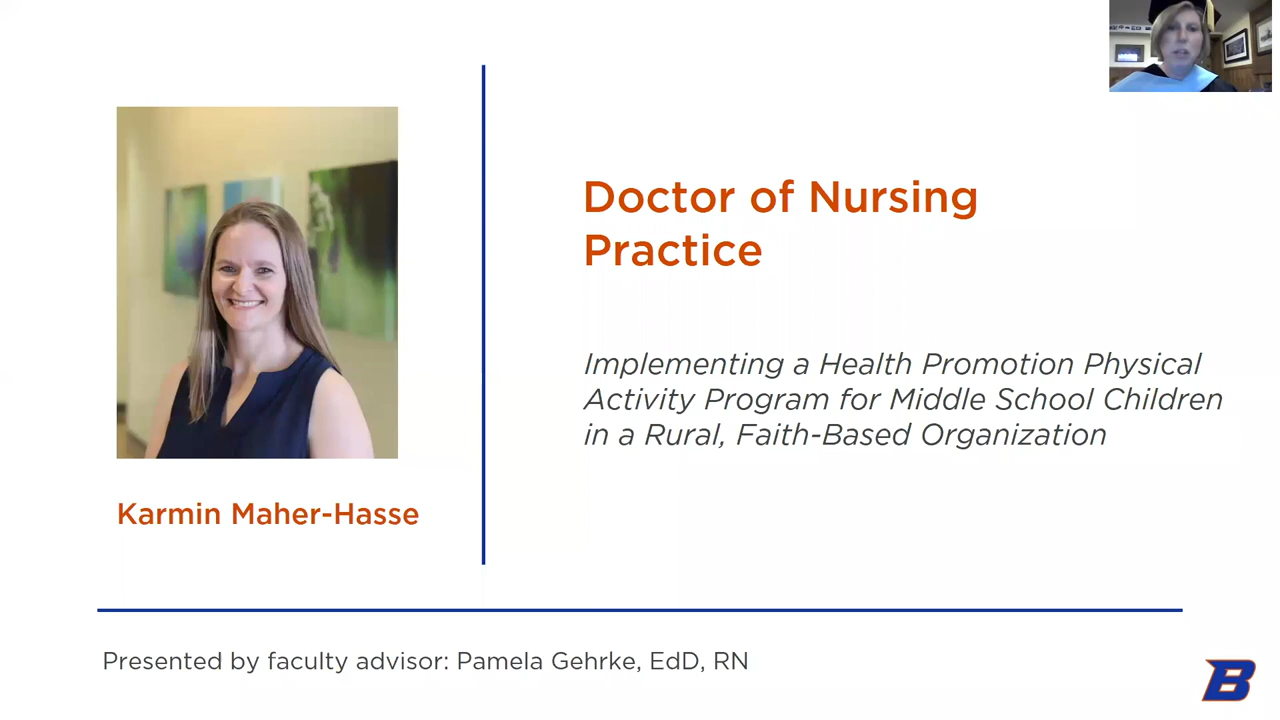 Doctor of Nursing
Practice
Implementing a Health Promotion Physical
Activity Program for Middle School Children
in a Rural, Faith-Based Organization
Karmin Maher-Hasse
Presented by faculty advisor: Pamela Gehrke, EdD, RN
B